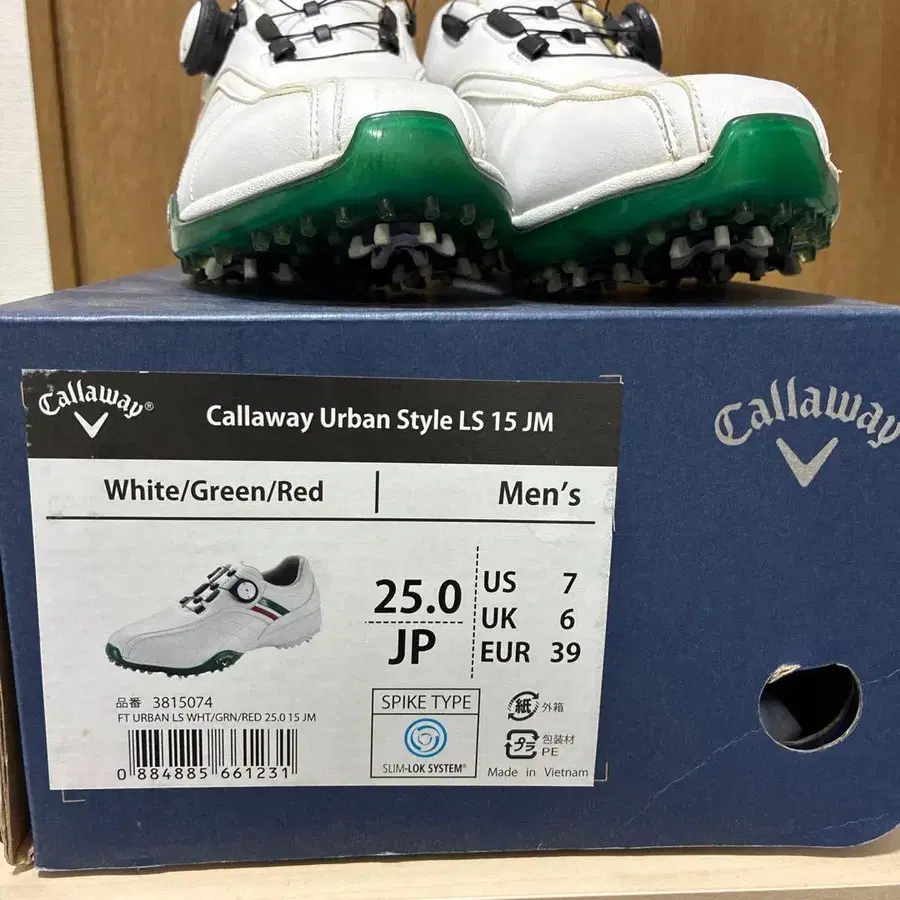 Callaway®
Callaway Urban Style LS 15 JM
White/Green/Red | Men's
25.0
JP
US 7
UK 6
EUR 39
品番 3815074
FT URBAN LS WHT/GRN/RED 25.0 15 JM
0 884885 661231
SPIKE TYPE
SLIM-LOK SYSTEM®
紙 外箱
プラ 包装材
PE
Made in Vietnam
Callaway